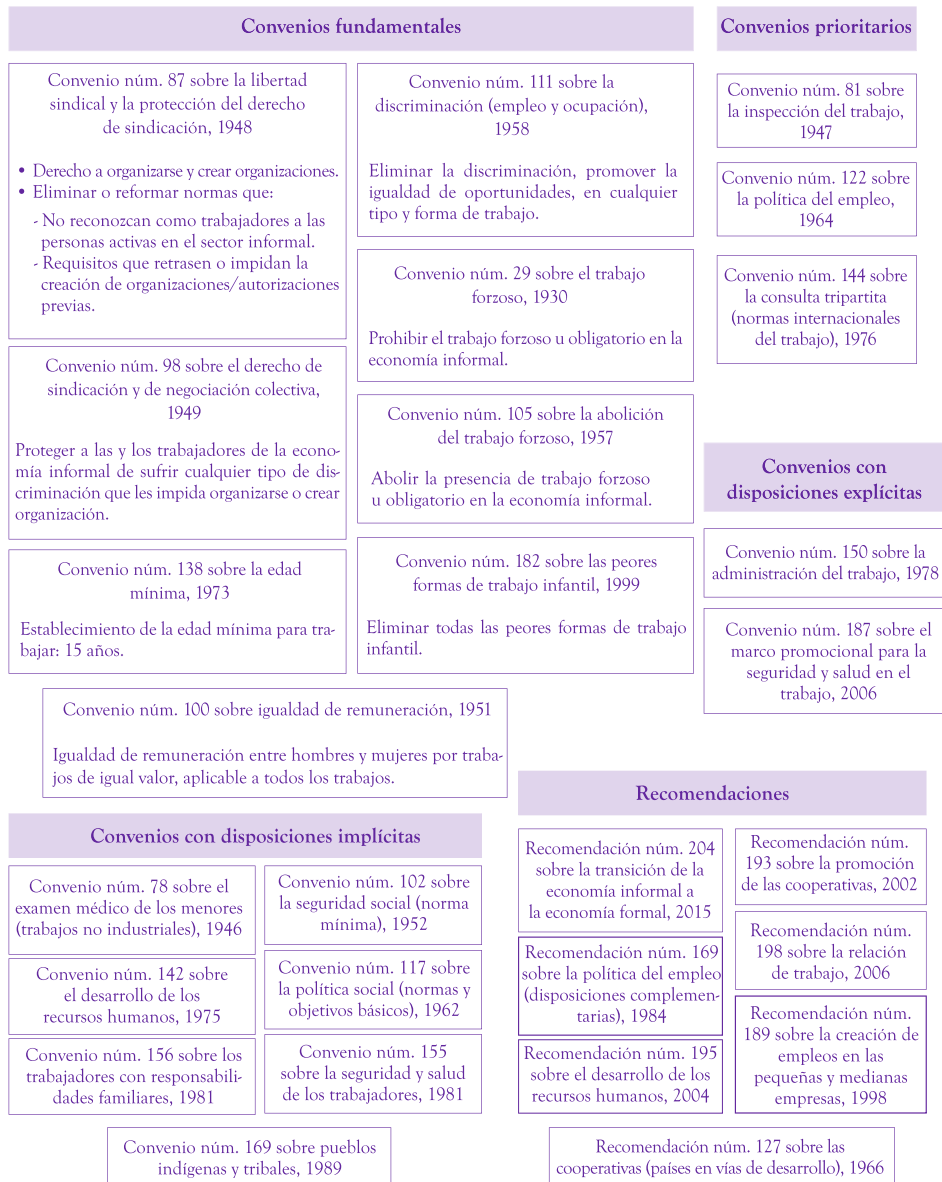 Convenios fundamentales
Convenio núm. 87 sobre la libertad
sindical y la protección del derecho
de sindicación, 1948
• Derecho a organizarse y crear organizaciones.
• Eliminar o reformar normas que:
- No reconozcan como trabajadores a las
personas activas en el sector informal.
- Requisitos que retrasen o impidan la
creación de organizaciones/autorizaciones
previas.
Convenio núm. 98 sobre el derecho de
sindicación y de negociación colectiva,
1949
Proteger a las y los trabajadores de la econo-
mía informal de sufrir cualquier tipo de dis-
criminación que les impida organizarse o crear
organización.
Convenio núm. 138 sobre la edad
mínima, 1973
Establecimiento de la edad mínima para tra-
bajar: 15 años.
Convenio núm. 111 sobre la
discriminación (empleo y ocupación),
1958
Eliminar la discriminación, promover la
igualdad de oportunidades, en cualquier
tipo y forma de trabajo.
Convenio núm. 29 sobre el trabajo
forzoso, 1930
Prohibir el trabajo forzoso u obligatorio en la
economía informal.
Convenio núm. 105 sobre la abolición
del trabajo forzoso, 1957
Abolir la presencia de trabajo forzoso
u obligatorio en la economía informal.
Convenio núm. 182 sobre las peores
formas de trabajo infantil, 1999
Eliminar todas las peores formas de trabajo
infantil.
Convenio núm. 100 sobre igualdad de remuneración, 1951
Igualdad de remuneración entre hombres y mujeres por traba-
jos de igual valor, aplicable a todos los trabajos.
Convenios prioritarios
Convenio núm. 81 sobre
la inspección del trabajo,
1947
Convenio núm. 122 sobre
la política del empleo,
1964
Convenio núm. 144 sobre
la consulta tripartita
(normas internacionales
del trabajo), 1976
Convenios con
disposiciones explícitas
Convenio núm. 150 sobre la
administración del trabajo, 1978
Convenio núm. 187 sobre el
marco promocional para la
seguridad y salud en el
trabajo, 2006
Convenios con disposiciones implícitas
Convenio núm. 78 sobre el
examen médico de los menores
(trabajos no industriales), 1946
Convenio núm. 142 sobre
el desarrollo de los
recursos humanos, 1975
Convenio núm. 156 sobre los
trabajadores con responsabili-
dades familiares, 1981
Convenio núm. 102 sobre
la seguridad social (norma
mínima), 1952
Convenio núm. 117 sobre
la política social (normas y
objetivos básicos), 1962
Convenio núm. 155
sobre la seguridad y salud
de los trabajadores, 1981
Convenio núm. 169 sobre pueblos
indígenas y tribales, 1989
Recomendaciones
Recomendación núm. 204
sobre la transición de la
economía informal a
la economía formal, 2015
Recomendación núm. 169
sobre la política del empleo
(disposiciones complemen-
tarias), 1984
Recomendación núm. 195
sobre el desarrollo de los
recursos humanos, 2004
Recomendación núm.
193 sobre la promoción
de las cooperativas, 2002
Recomendación núm.
198 sobre la relación
de trabajo, 2006
Recomendación núm.
189 sobre la creación de
empleos en las
pequeñas y medianas
empresas, 1998
Recomendación núm. 127 sobre las
cooperativas (países en vías de desarrollo), 1966